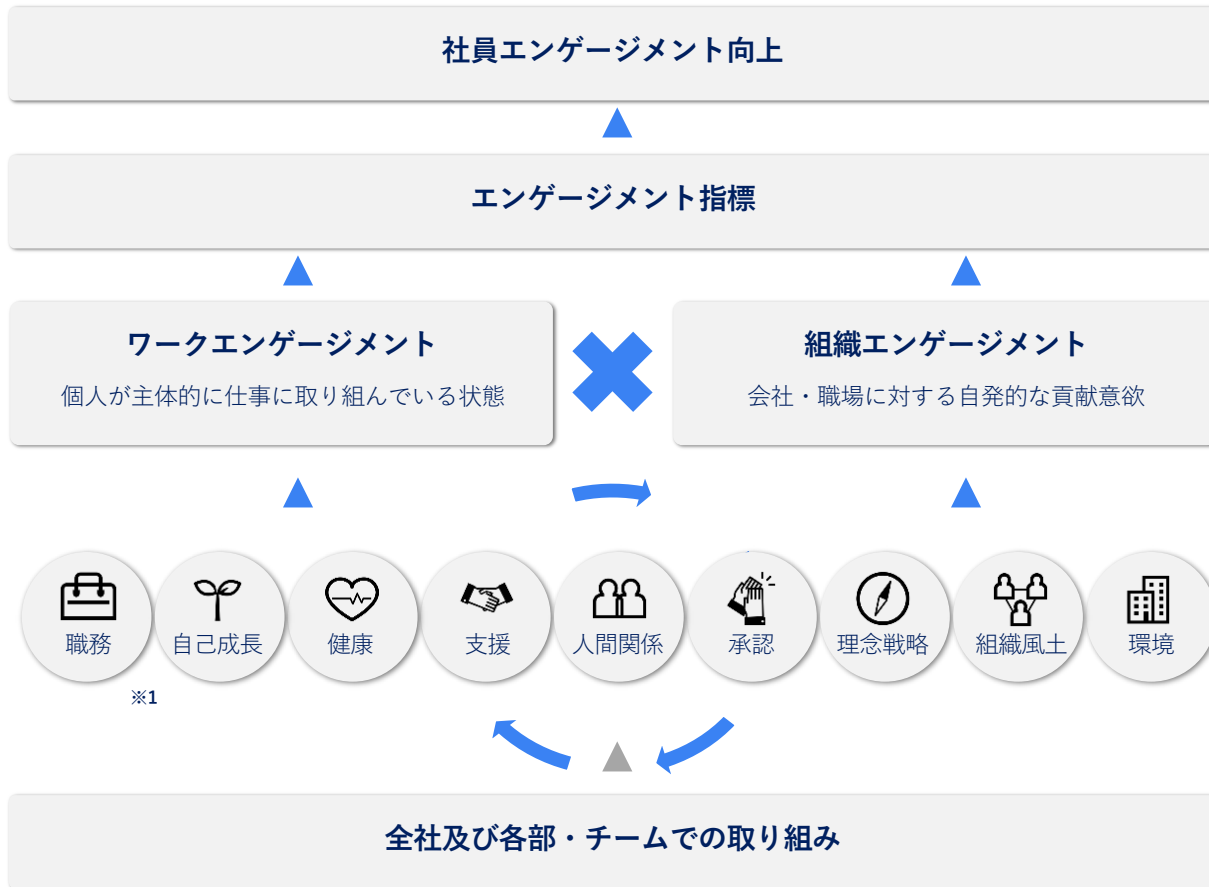 社員エンゲージメント向上
エンゲージメント指標
ワークエンゲージメント
個人が主体的に仕事に取り組んでいる状態
組織エンゲージメント
会社・職場に対する自発的な貢献意欲
職務
自己成長
健康
支援
人間関係
承認
理念戦略
組織風土
環境
※1
全社及び各部・チームでの取り組み